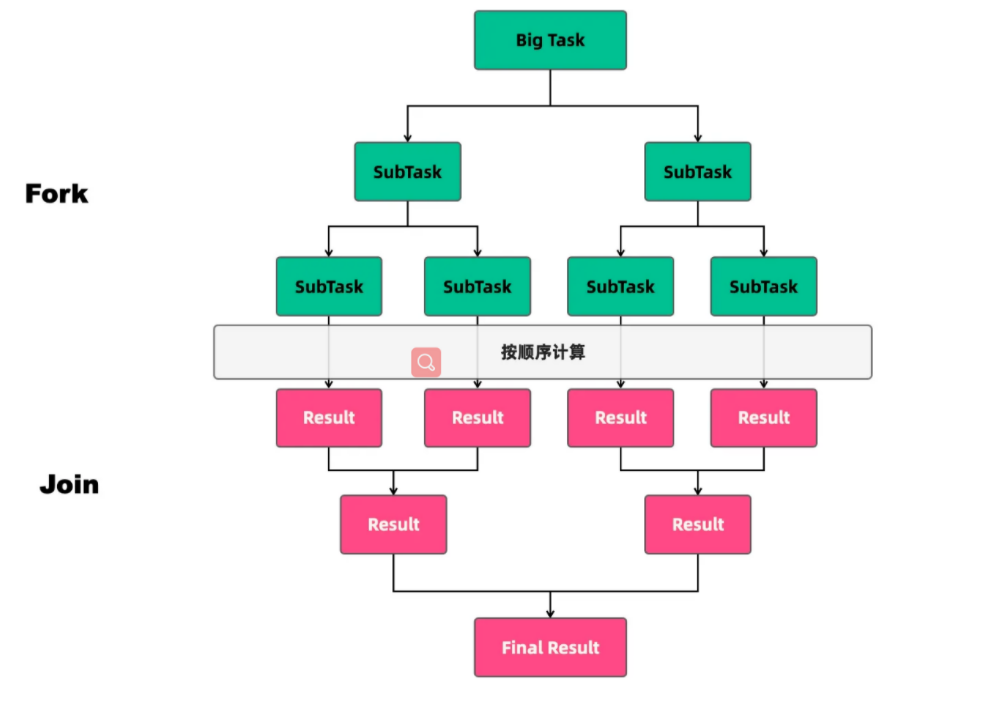 Big Task
SubTask
SubTask
Fork
SubTask
SubTask
SubTask
SubTask
按顺序计算
Result
Result
Result
Result
Join
Result
Result
Final Result